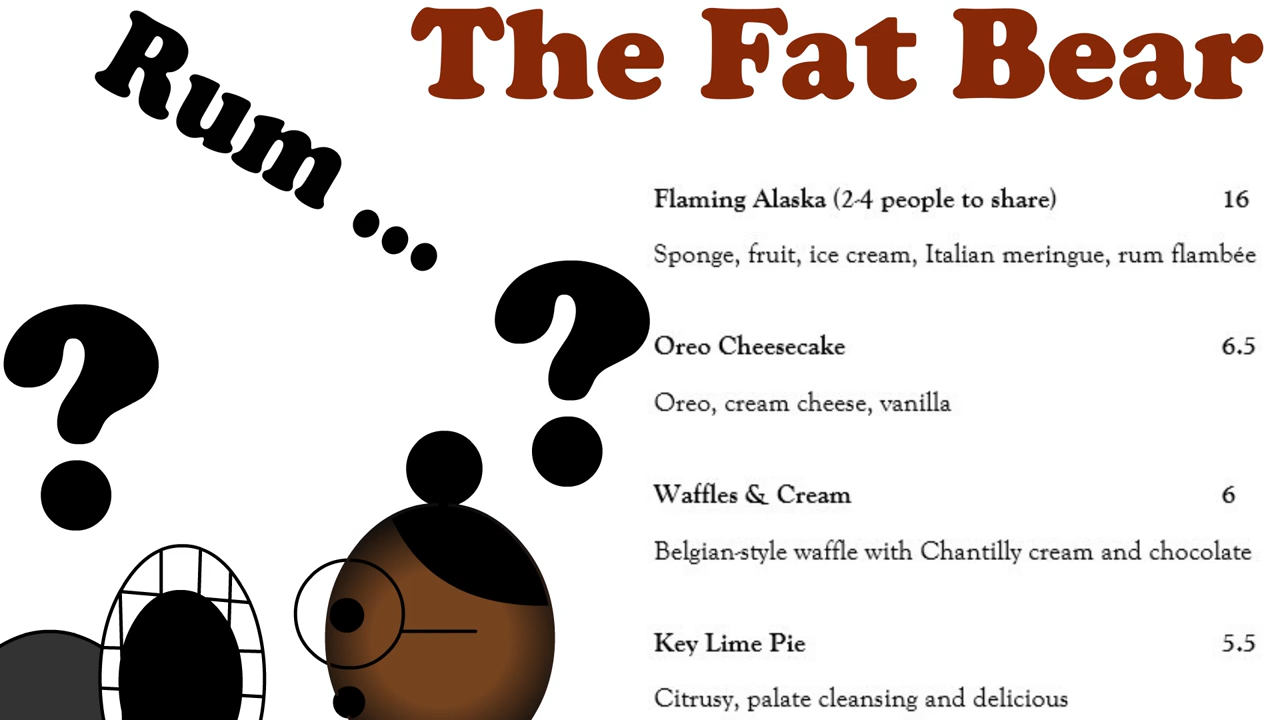 The Fat Bear
Rum ...
?
?
Flaming Alaska (2-4 people to share) 16
Sponge, fruit, ice cream, Italian meringue, rum flambée
Oreo Cheesecake 6.5
Oreo, cream cheese, vanilla
Waffles & Cream 6
Belgian-style waffle with Chantilly cream and chocolate
Key Lime Pie 5.5
Citrusy, palate cleansing and delicious